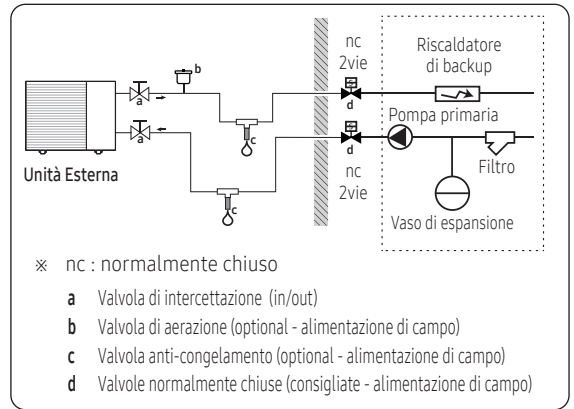 b
nc
2vie
Riscaldatore
di backup
a
d
c
Pompa primaria
a
d
Unità Esterna
nc
2vie
Filtro
c
Vaso di espansione
※ nc : normalmente chiuso
a Valvola di intercettazione (in/out)
b Valvola di aerazione (optional - alimentazione di campo)
c Valvola anti-congelamento (optional - alimentazione di campo)
d Valvole normalmente chiuse (consigliate - alimentazione di campo)